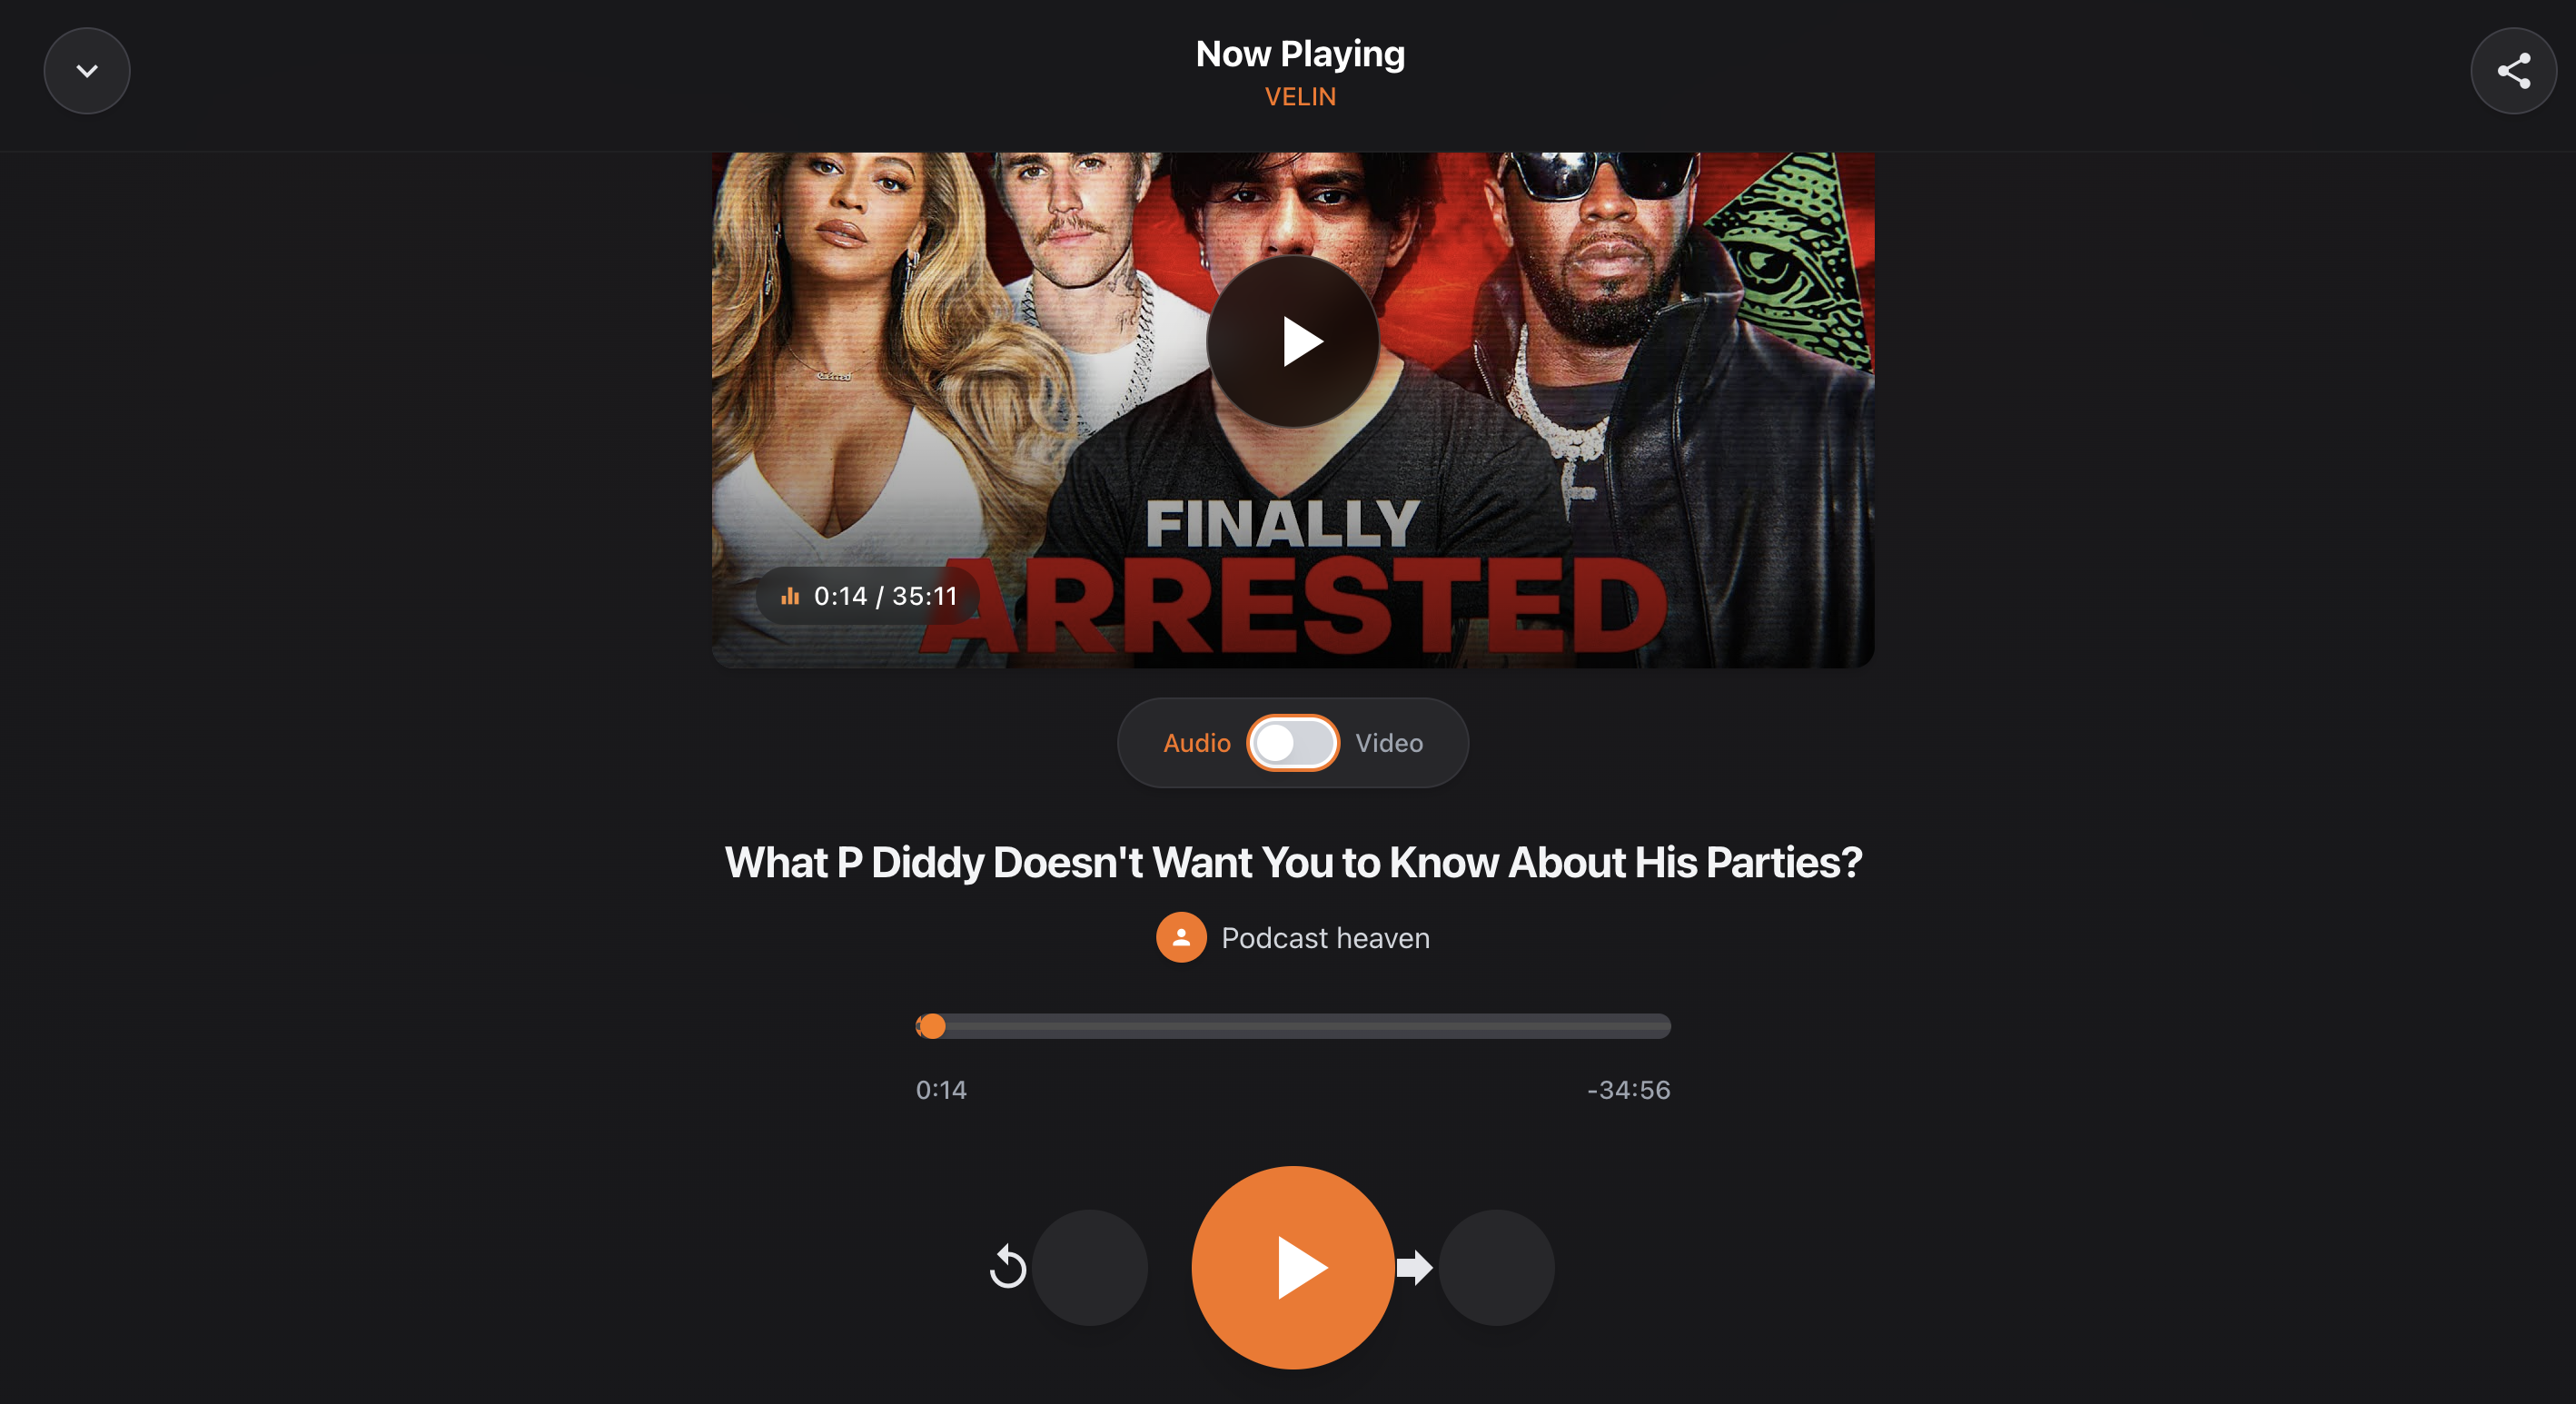 Now Playing
VELIN
FINALLY
ARRESTED
0:14 / 35:11
Audio
Video
What P Diddy Doesn't Want You to Know About His Parties?
Podcast heaven
0:14
-34:56